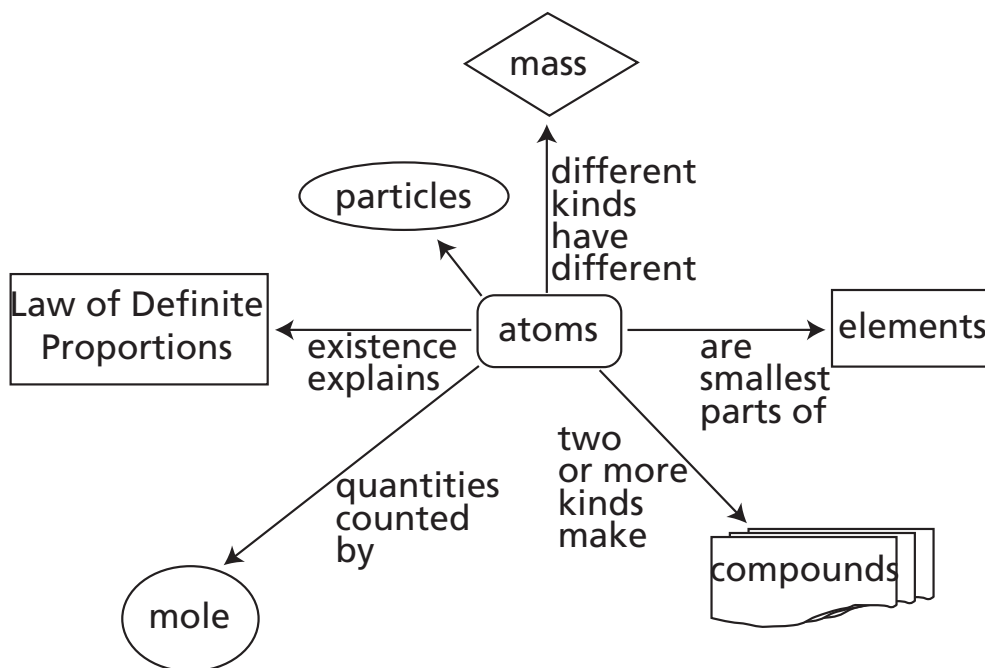 mass
different
kinds
have
different
particles
Law of Definite
Proportions
existence
explains
atoms
are
smallest
parts of
elements
quantities
counted
by
two
or more
kinds
make
mole
compounds